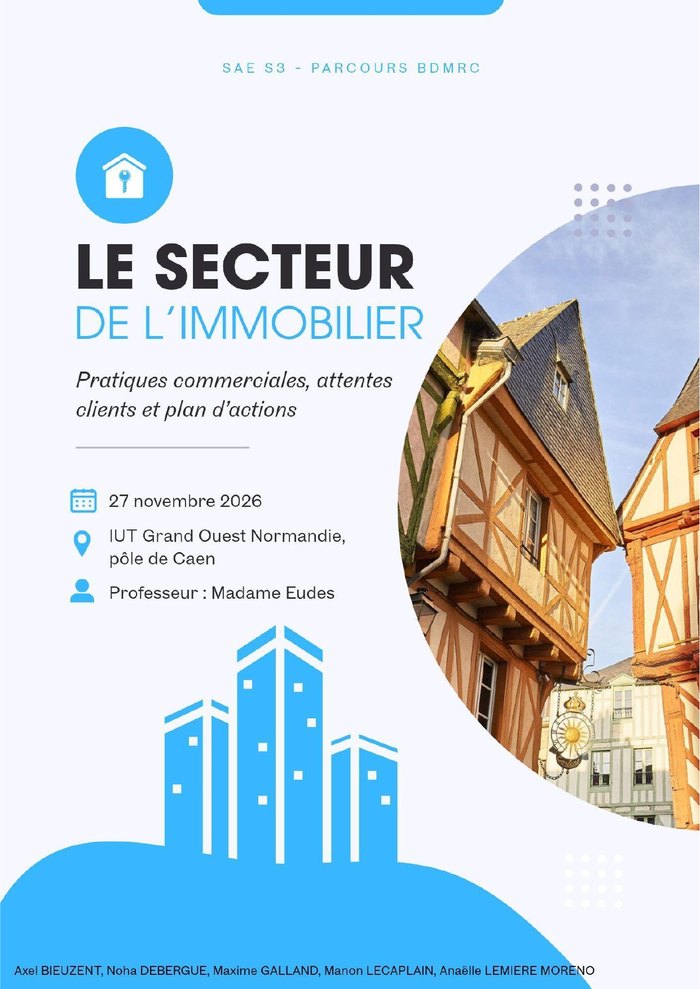 SAE S3 - PARCOURS BDMRC
LE SECTEUR
DE L'IMMOBILIER
Pratiques commerciales, attentes
clients et plan d'actions
27 novembre 2026
IUT Grand Ouest Normandie,
pôle de Caen
Professeur : Madame Eudes
Axel BIEUZENT, Noha DEBERGUE, Maxime GALLAND, Manon LECAPLAIN, Anaëlle LEMIERE MORENO